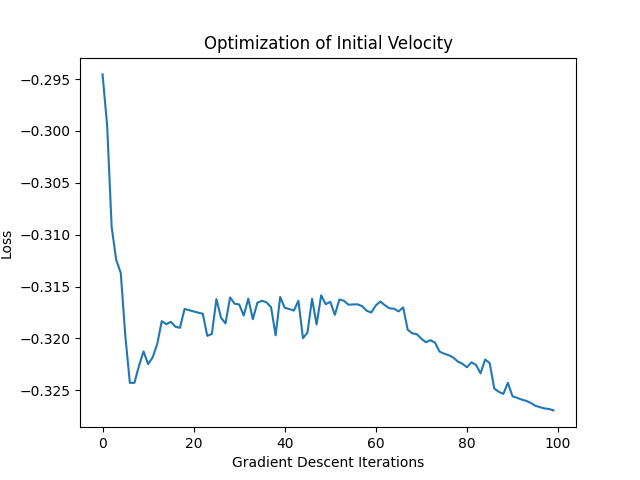 Optimization of Initial Velocity
−0.295
−0.300
−0.305
−0.310
−0.315
−0.320
−0.325
Loss
0 20 40 60 80 100
Gradient Descent Iterations